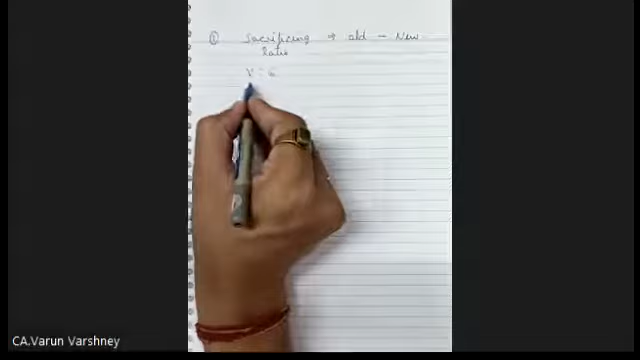 ① Sacrificing → old - New
Ratio
V : G
CA.Varun Varshney